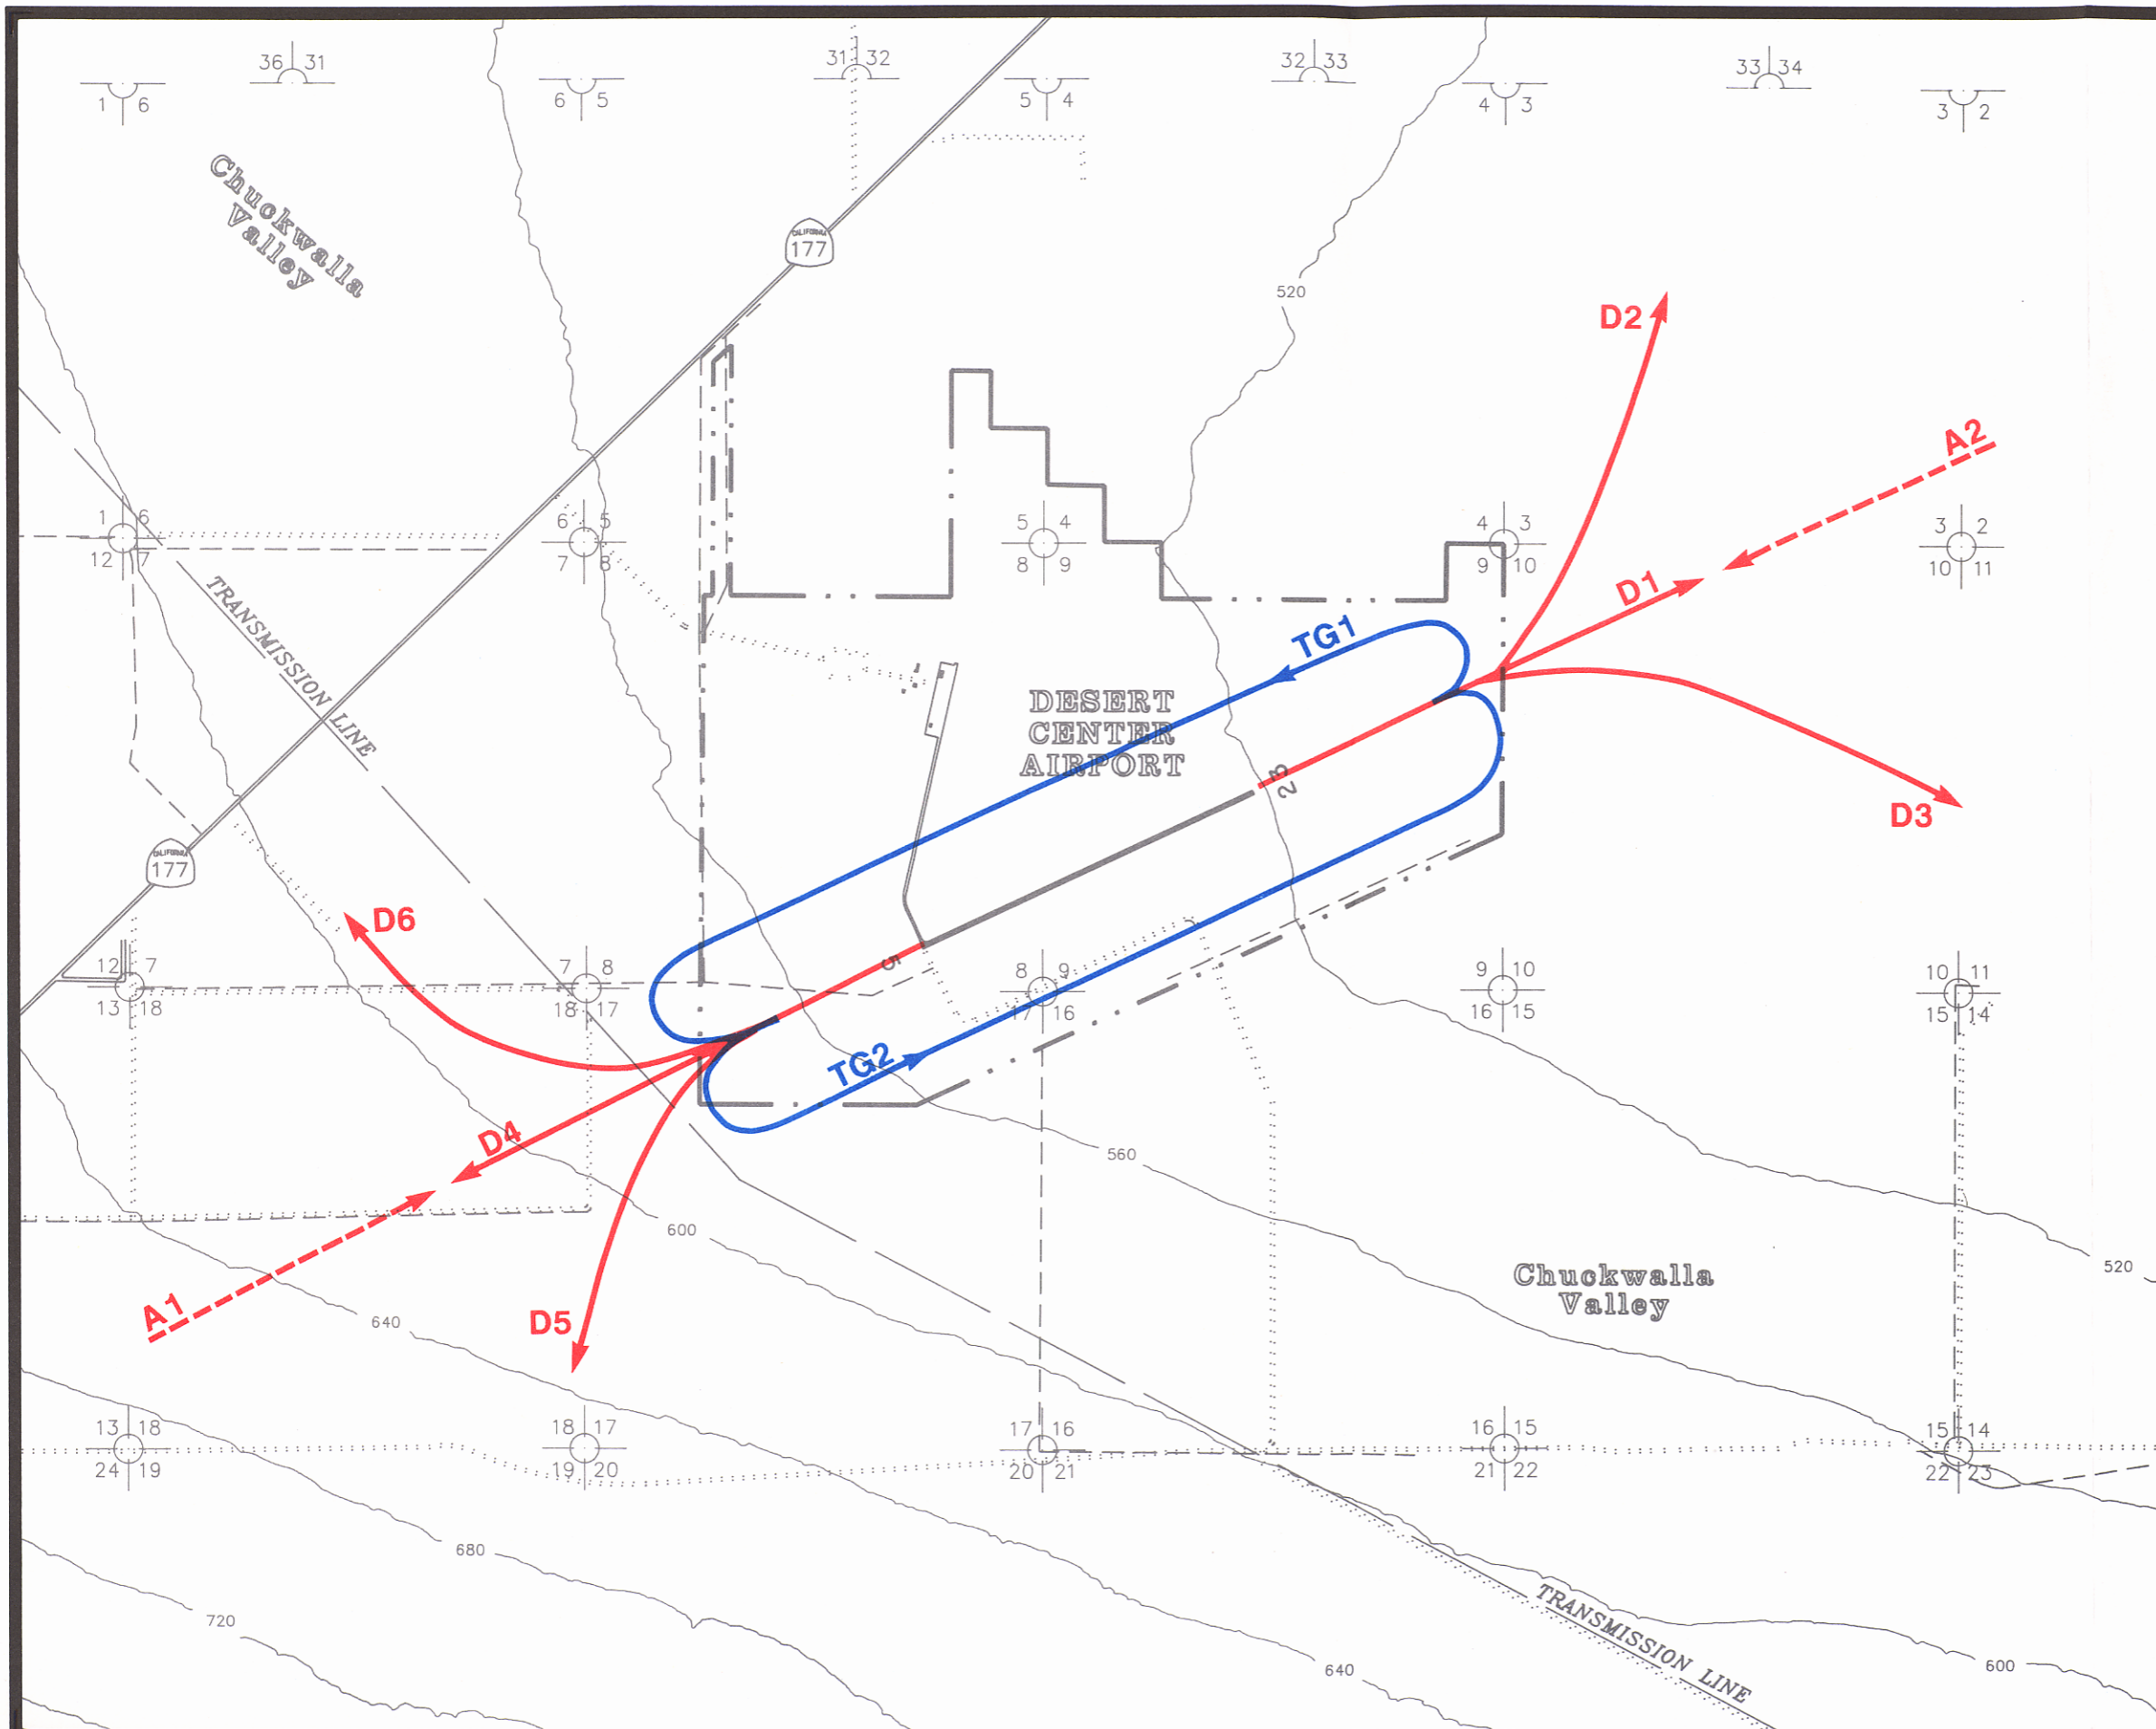 36 31
31 32
32 33
33 34
1 6
6 5
5 4
4 3
3 2
Chuckwalla
Valley
CALIFORNIA
177
520
D2
A2
1 6
12 7
6 5
7 8
5 4
8 9
4 3
9 10
3 2
10 11
D1
TRANSMISSION LINE
TG1
DESERT
CENTER
AIRPORT
23
D3
CALIFORNIA
177
D6
5
12 7
13 18
7 8
18 17
8 9
17 16
9 10
16 15
10 11
15 14
TG2
D4
560
600
A1
D5
640
Chuckwalla
Valley
520
13 18
24 19
18 17
19 20
17 16
20 21
16 15
21 22
15 14
22 23
680
720
TRANSMISSION LINE
640
600